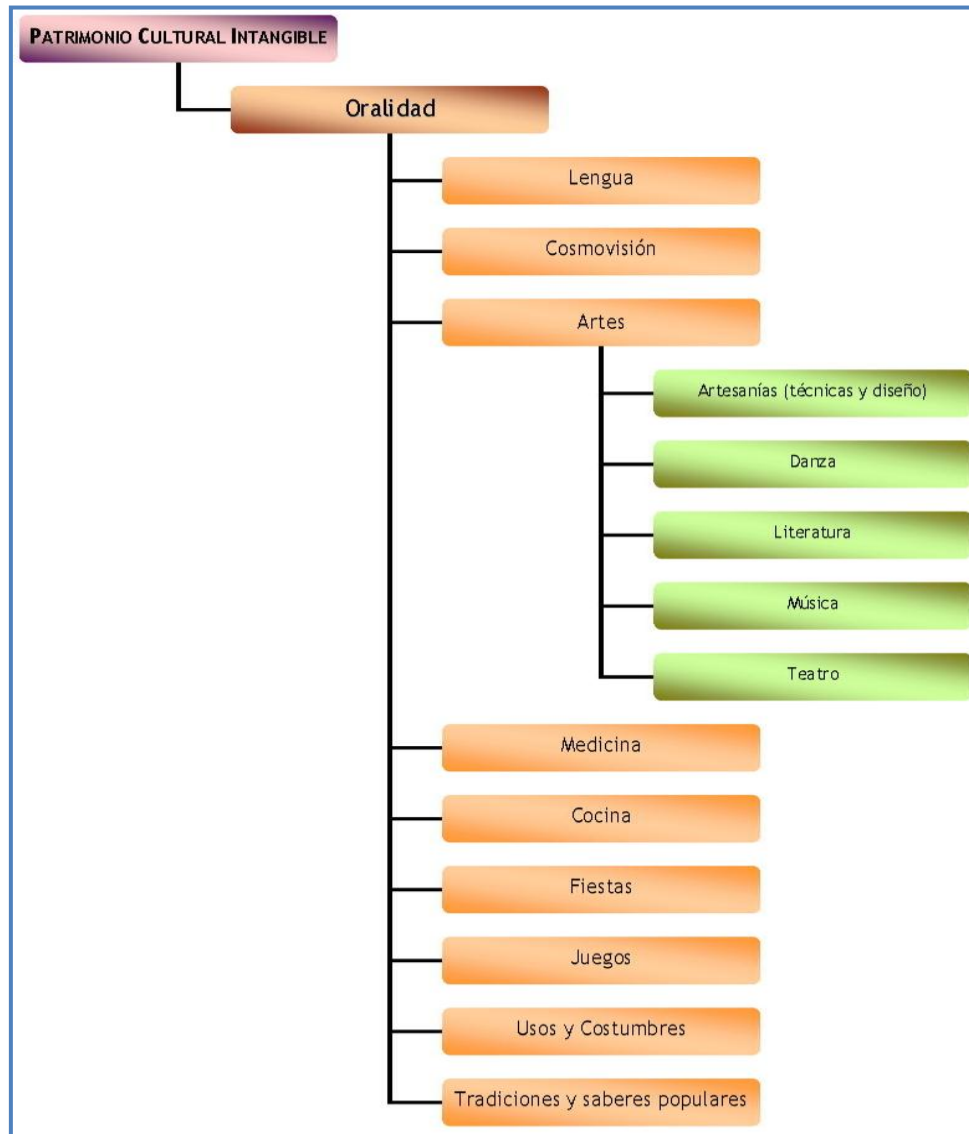 PATRIMONIO CULTURAL INTANGIBLE
Oralidad
Lengua
Cosmovisión
Artes
Artesanías (técnicas y diseño)
Danza
Literatura
Música
Teatro
Medicina
Cocina
Fiestas
Juegos
Usos y Costumbres
Tradiciones y saberes populares